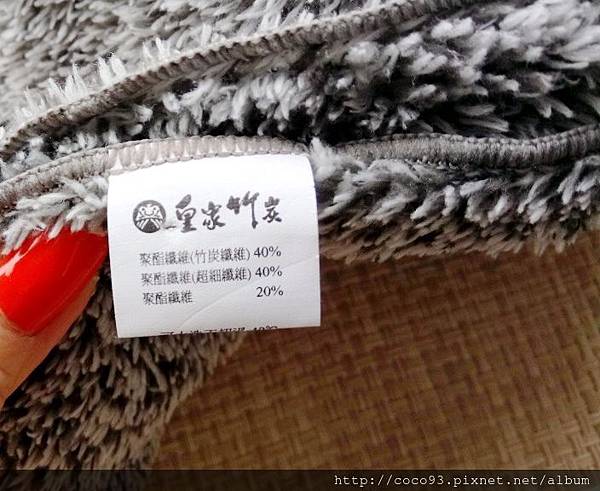 皇家竹炭
聚酯纖維(竹炭纖維) 40%
聚酯纖維(超細纖維) 40%
聚酯纖維 20%
http://coco93.pixnet.net/album